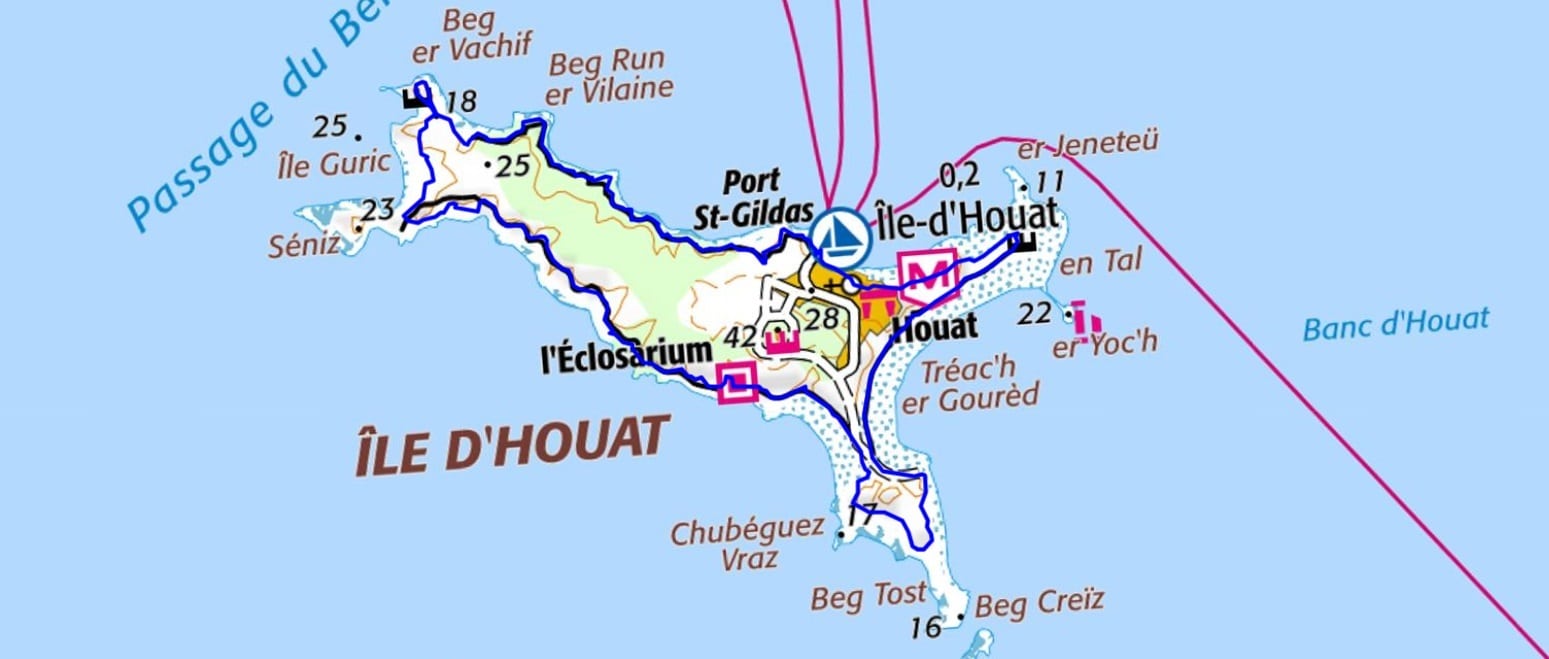 Passage du Ber
Beg
er Vachif
18
Beg Run
er Vilaine
25
Île Guric
25
23
Séniz
Port
St-Gildas
0,2
er Jeneteü
11
Île-d'Houat
M
en Tal
22
er Yoc'h
Banc d'Houat
28
42
Houat
l'Éclosarium
Tréac'h
er Gourèd
ÎLE D'HOUAT
17
Chubéguez
Vraz
Beg Tost
Beg Creïz
16